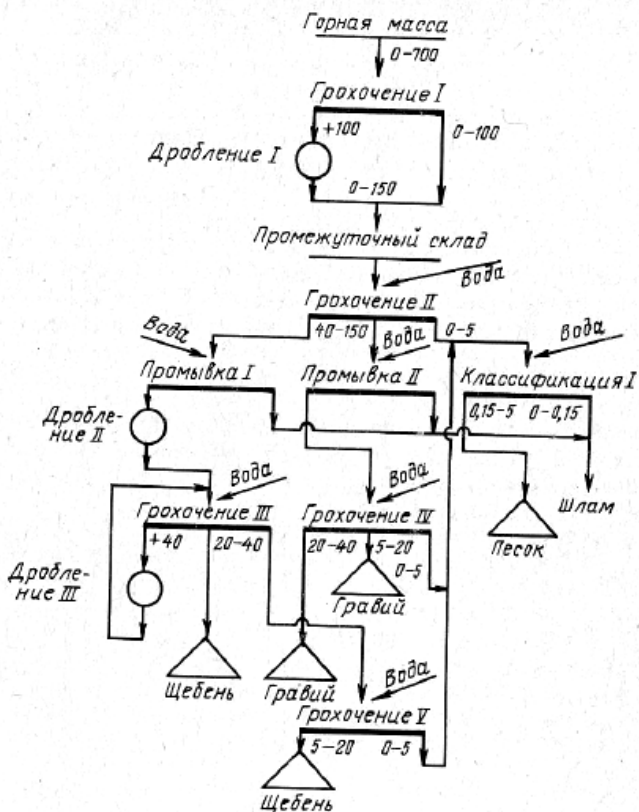 Горная масса
0-700
Грохочение I
+100
0-100
Дробление I
0-150
Промежуточный склад
Вода
Грохочение II
Вода
40-150
Вода
0-5
Вода
Промывка I
Промывка II
Классификация I
0,15-5
0-0,15
Дробле-
ние II
Вода
Вода
Шлам
Грохочение III
Грохочение IV
Песок
+40
20-40
20-40
5-20
0-5
Дробле-
ние III
Гравий
Вода
Щебень
Гравий
Грохочение V
5-20
0-5
Щебень